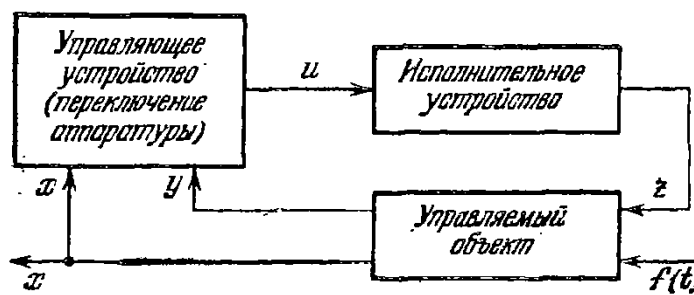 Управляющее
устройство
(переключение
аппаратуры)
u
Исполнительное
устройство
x
y
z
Управляемый
объект
x
f(t)